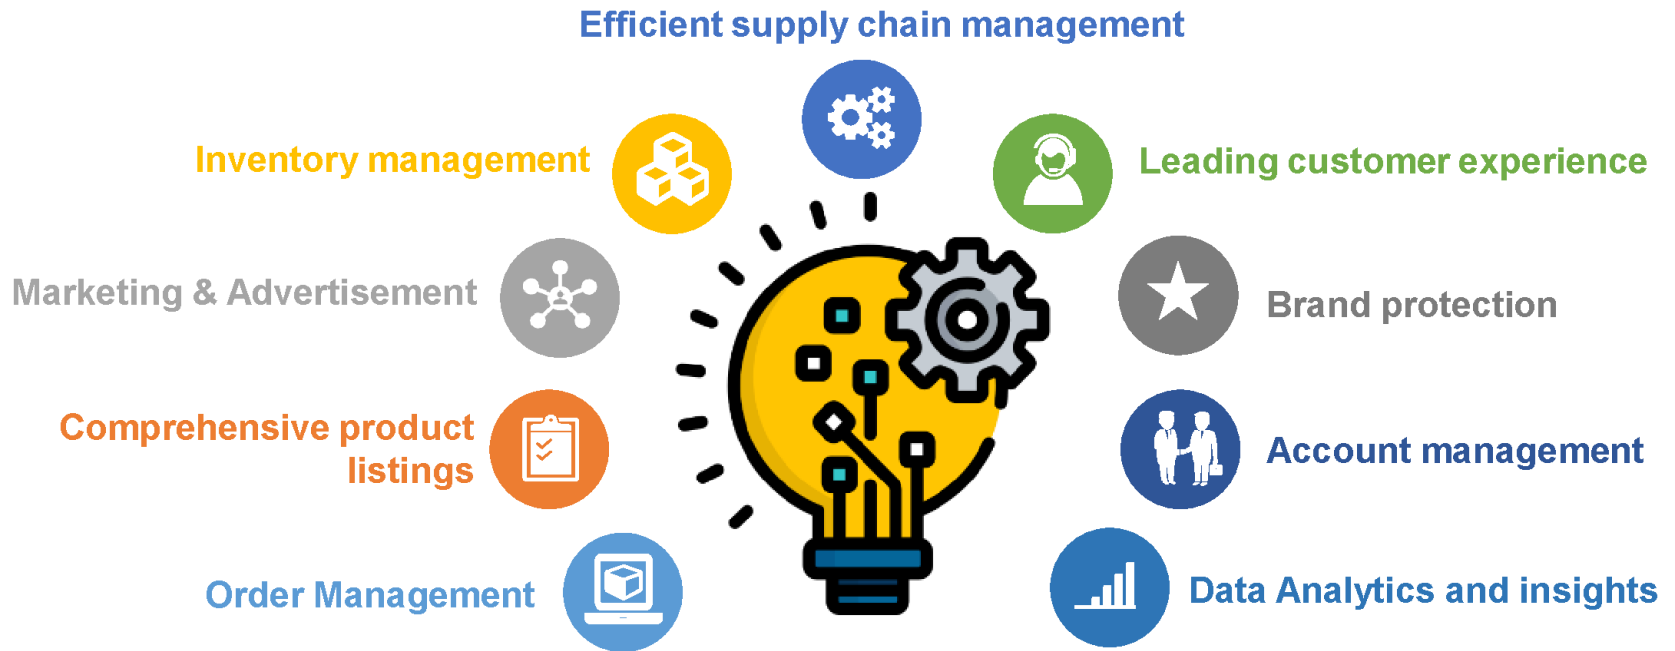 Efficient supply chain management
Inventory management
Leading customer experience
Marketing & Advertisement
Brand protection
Comprehensive product
listings
Account management
Order Management
Data Analytics and insights